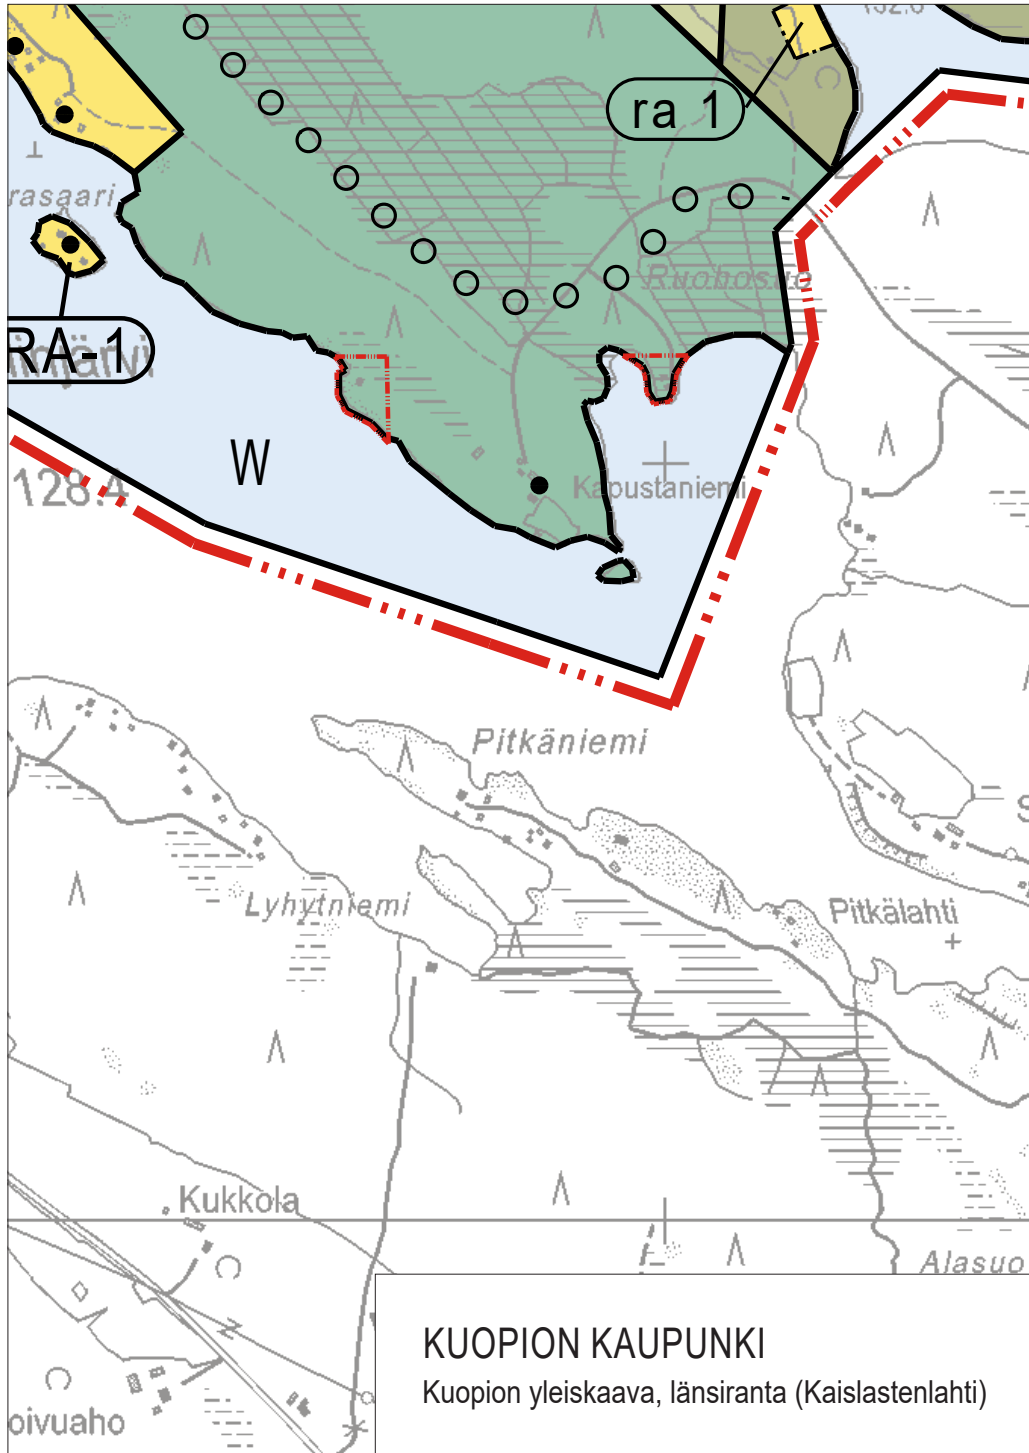 ra 1
rasaari
Ruohosuo
RA-1
W
128.4
Kapustaniemi
Pitkäniemi
Lyhytniemi
Pitkälahti
Kukkola
Alasuo
oivuaho
KUOPION KAUPUNKI
Kuopion yleiskaava, länsiranta (Kaislastenlahti)